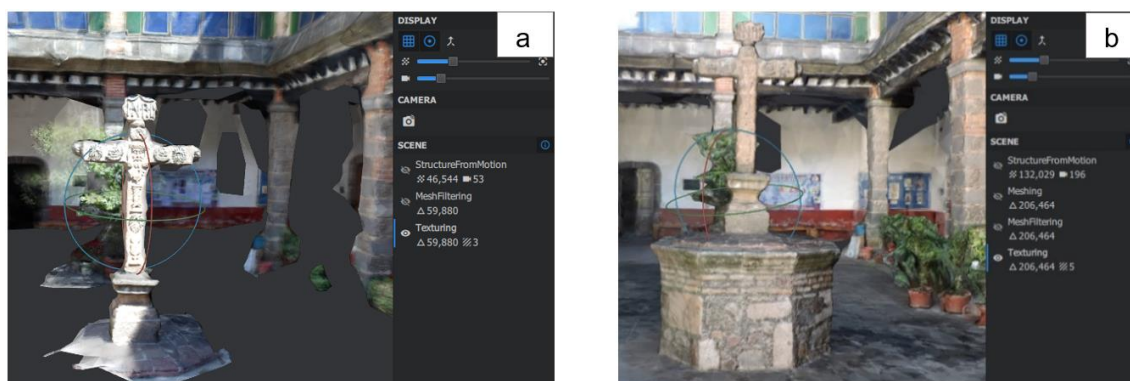 DISPLAY
a
CAMERA
SCENE
StructureFromMotion
46,544 53
MeshFiltering
59,880
Texturing
59,880 3
DISPLAY
b
CAMERA
SCENE
StructureFromMotion
132,029 196
Meshing
206,464
MeshFiltering
206,464
Texturing
206,464 5